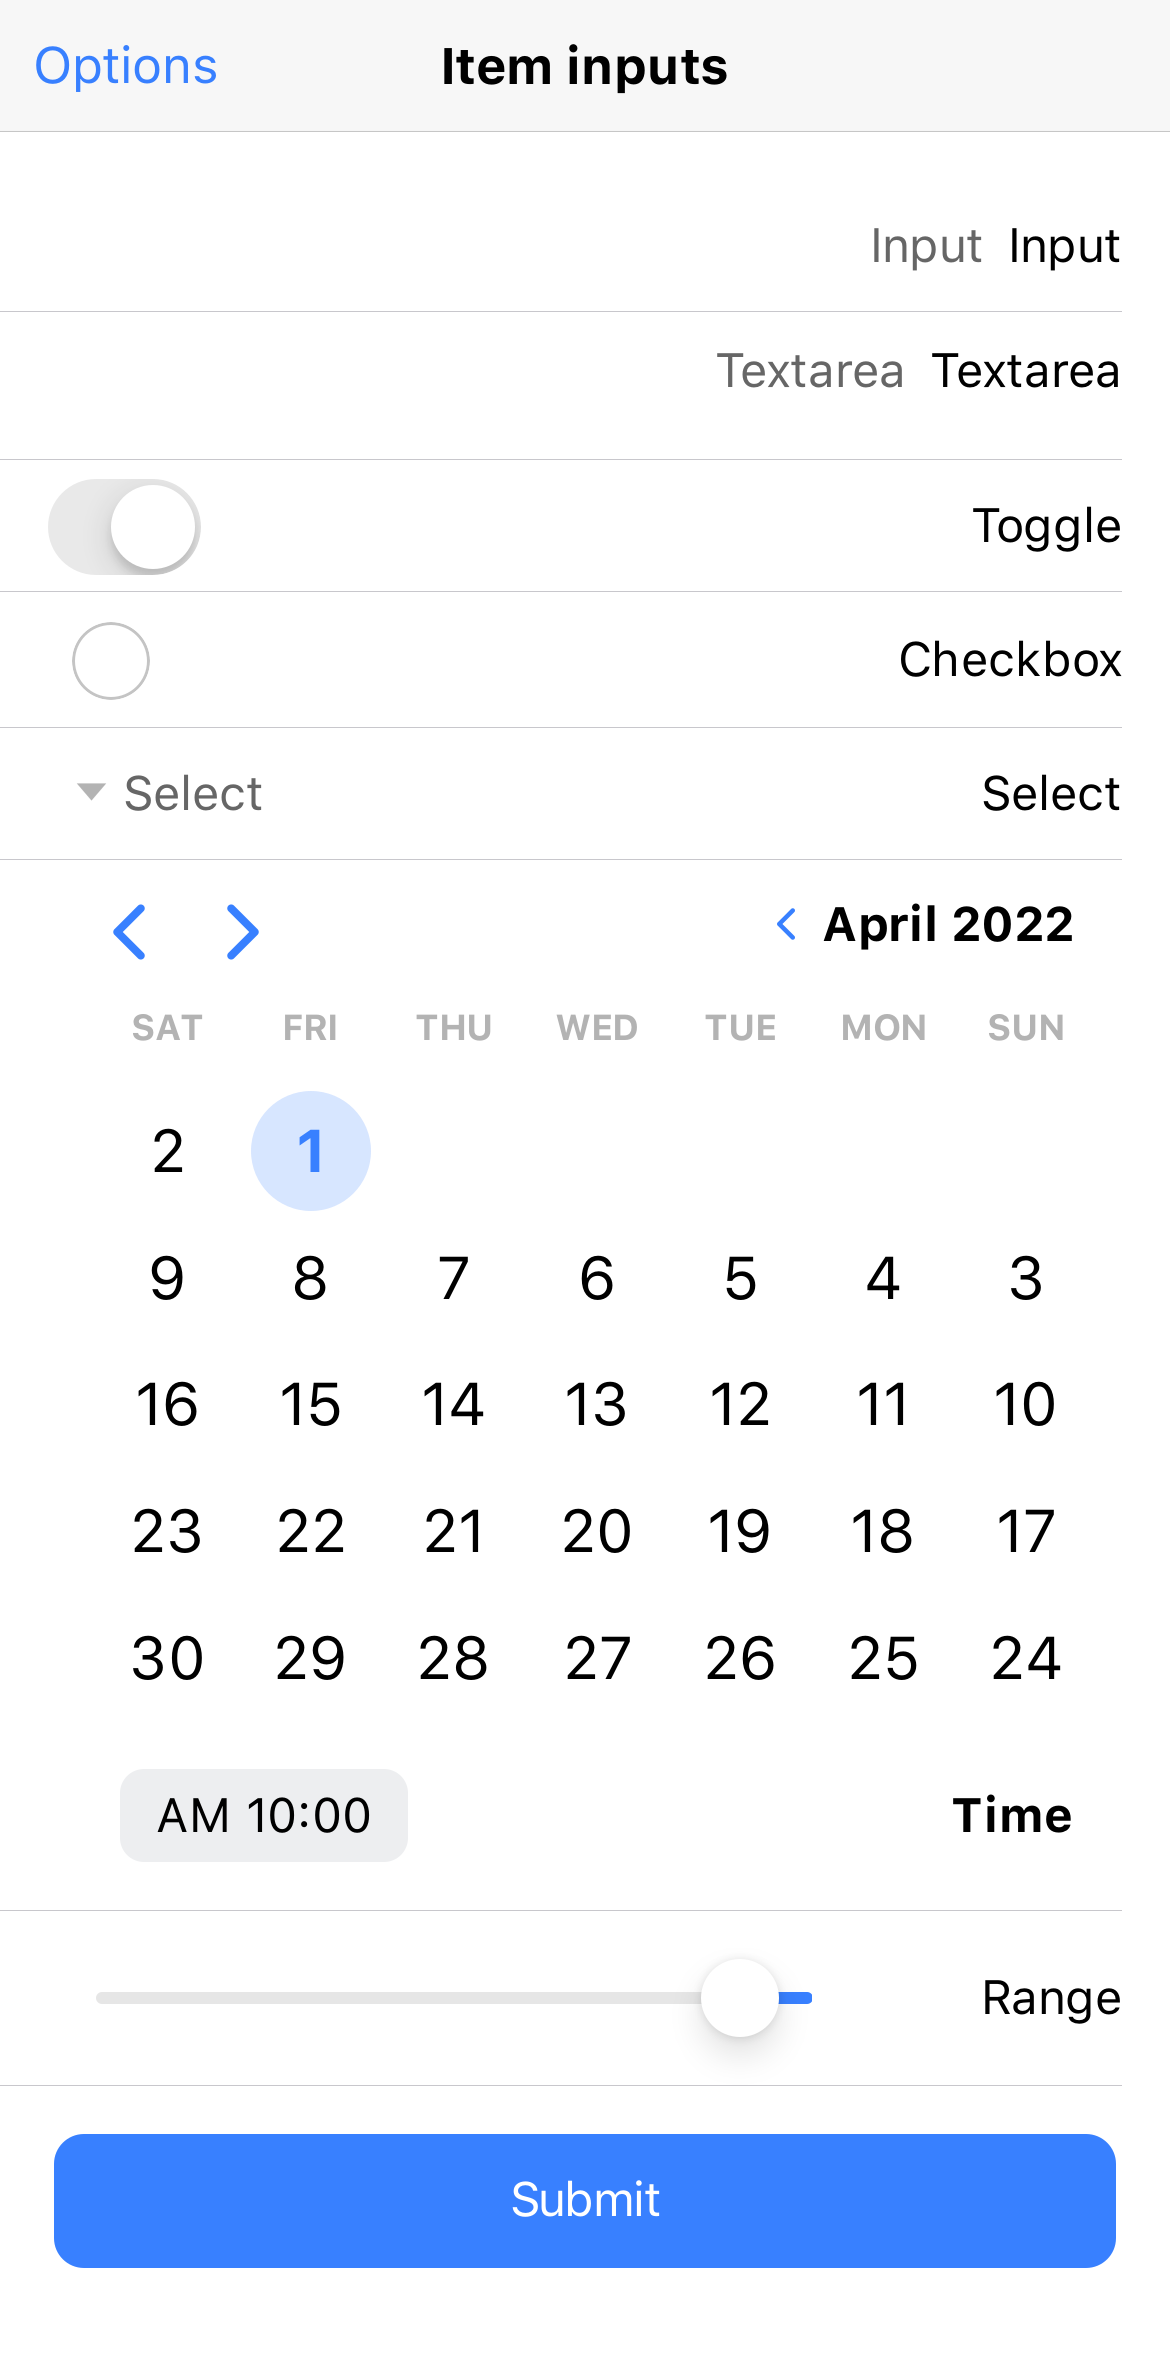 Options Item inputs
Input Input
Textarea Textarea
Toggle
Checkbox
Select Select
April 2022
SAT FRI THU WED TUE MON SUN
2 1
9 8 7 6 5 4 3
16 15 14 13 12 11 10
23 22 21 20 19 18 17
30 29 28 27 26 25 24
AM 10:00 Time
Range
Submit